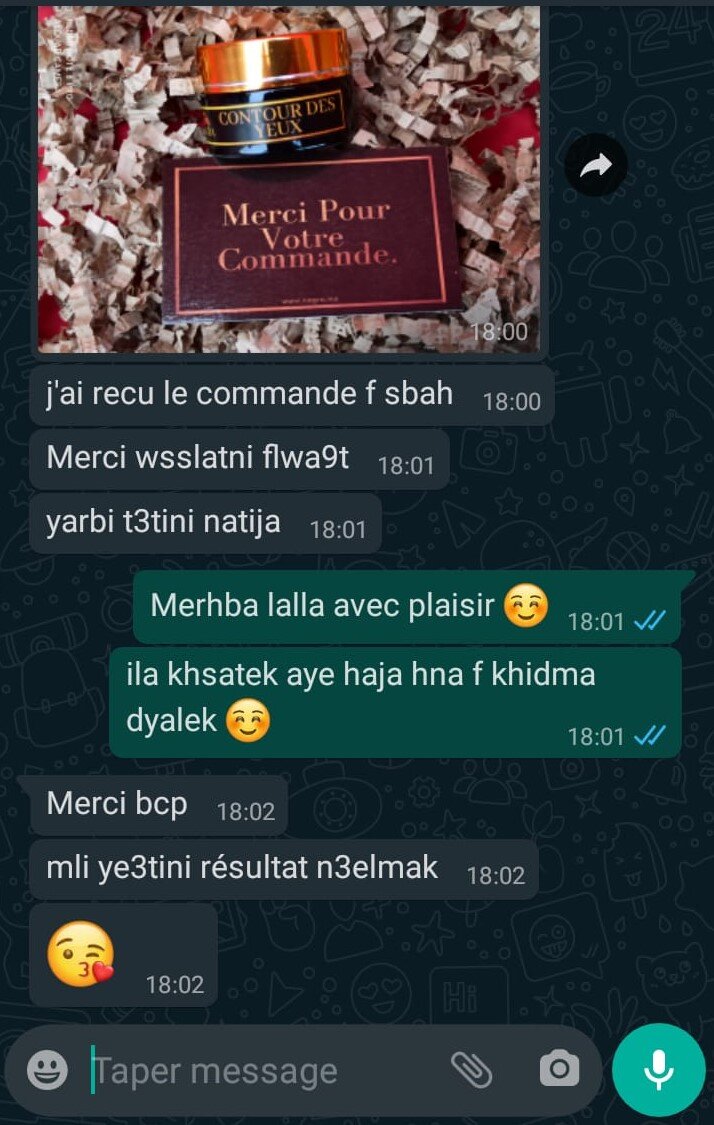 CONTOUR DES
YEUX
Merci Pour
Votre
Commande.
18:00
j'ai recu le commande f sbah 18:00
Merci wsslatni flwa9t 18:01
yarbi t3tini natija 18:01
Merhba lalla avec plaisir 😊 18:01
ila khsatek aye haja hna f khidma
dyalek 😊 18:01
Merci bcp 18:02
mli ye3tini résultat n3elmak 18:02
😘 18:02
Taper message